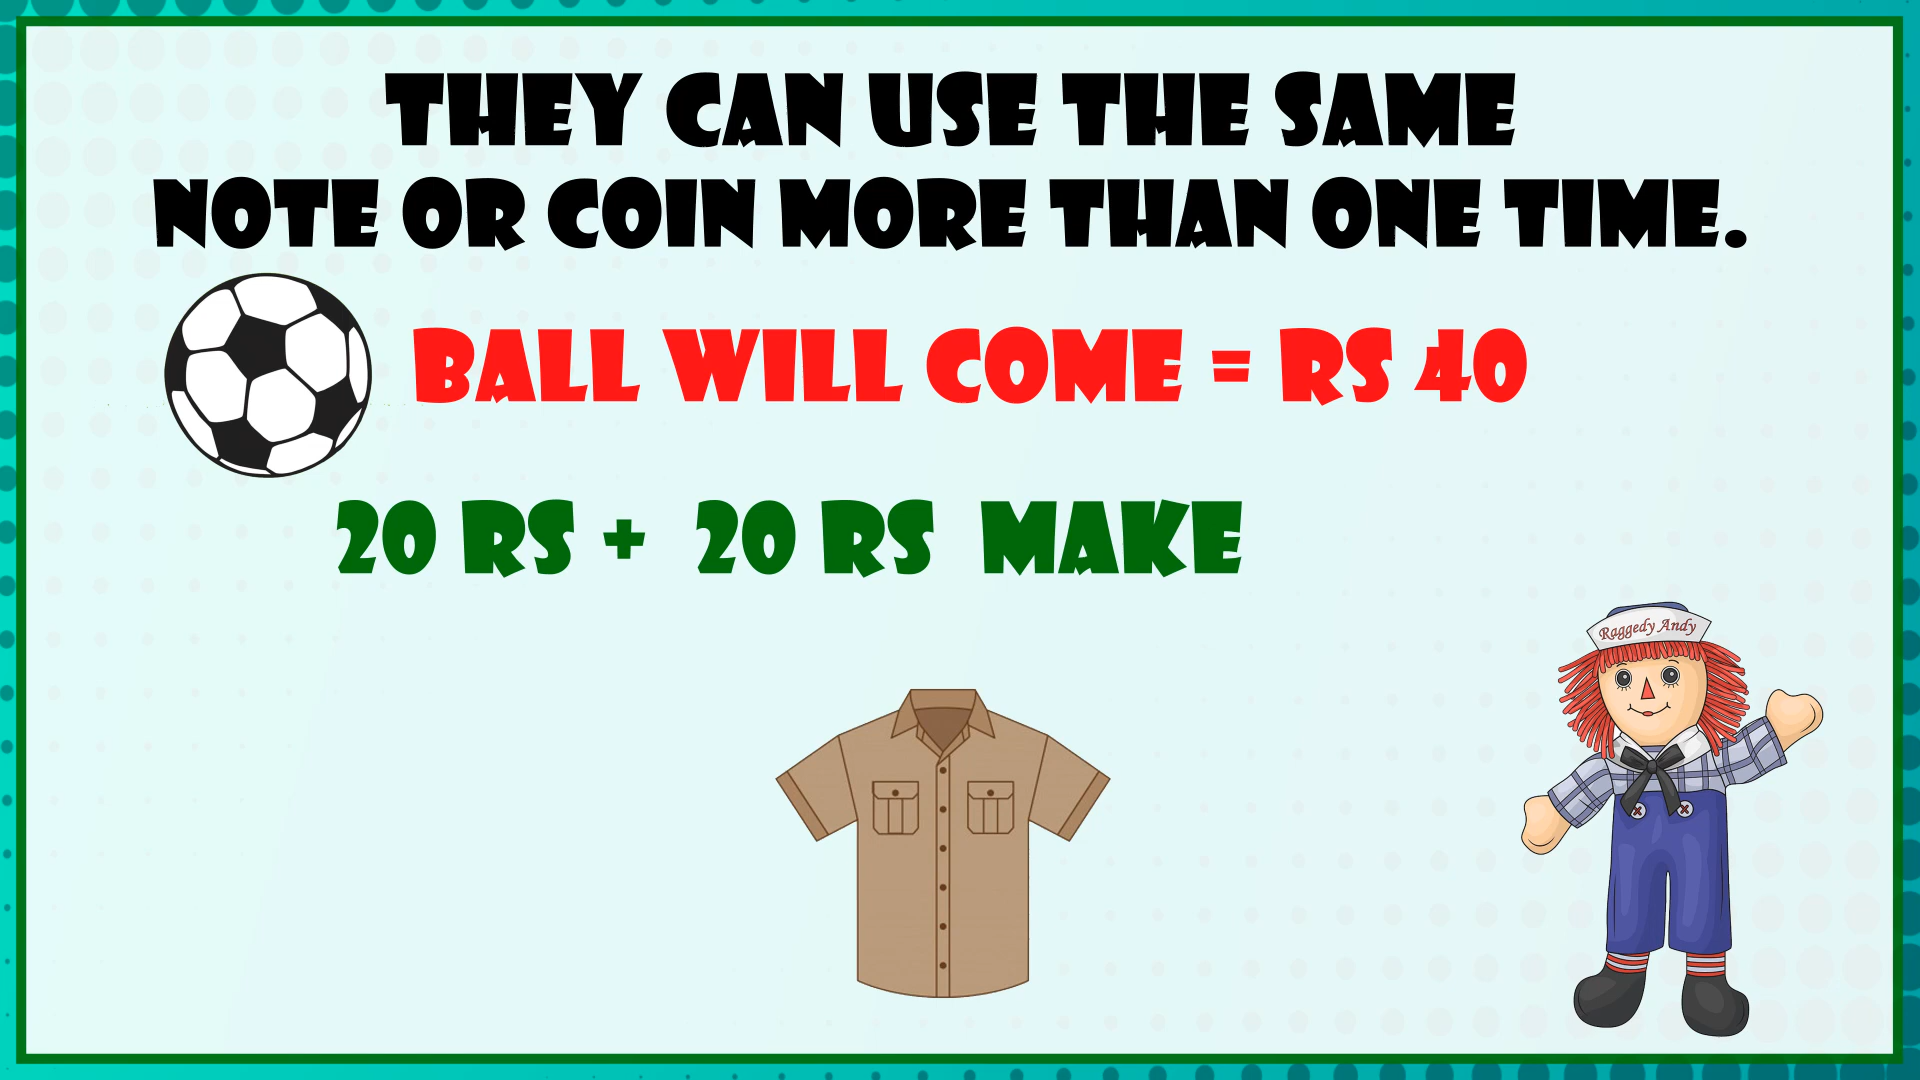 THEY CAN USE THE SAME
NOTE OR COIN MORE THAN ONE TIME.
BALL WILL COME = RS 40
20 RS + 20 RS MAKE
Raggedy Andy